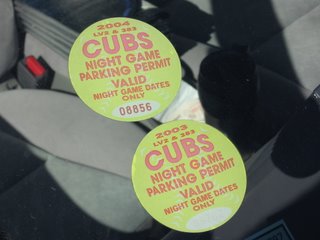 2004
LV2 & 383
CUBS
NIGHT GAME
PARKING PERMIT
VALID
NIGHT GAME DATES
ONLY
08856
2002
LV2 & 383
CUBS
NIGHT GAME
PARKING PERMIT
VALID
NIGHT GAME DATES
ONLY